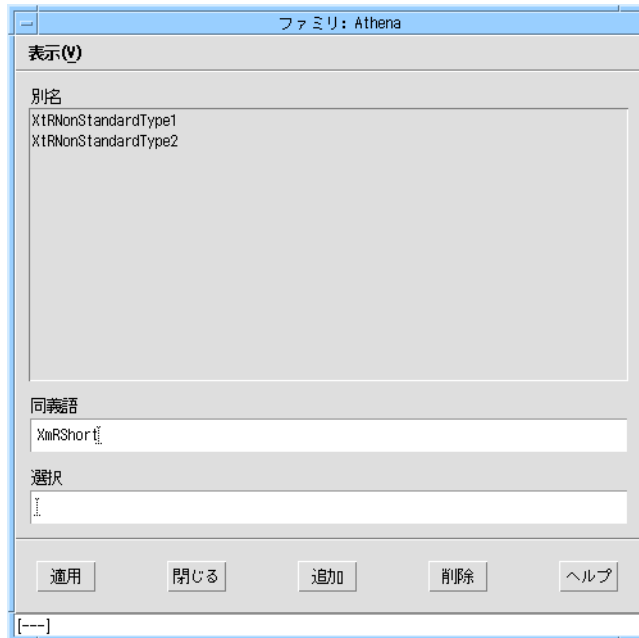 ファミリ: Athena
表示(V)
別名
XtRNonStandardType1
XtRNonStandardType2
同義語
XmRShort
選択
適用 閉じる 追加 削除 ヘルプ
[---]